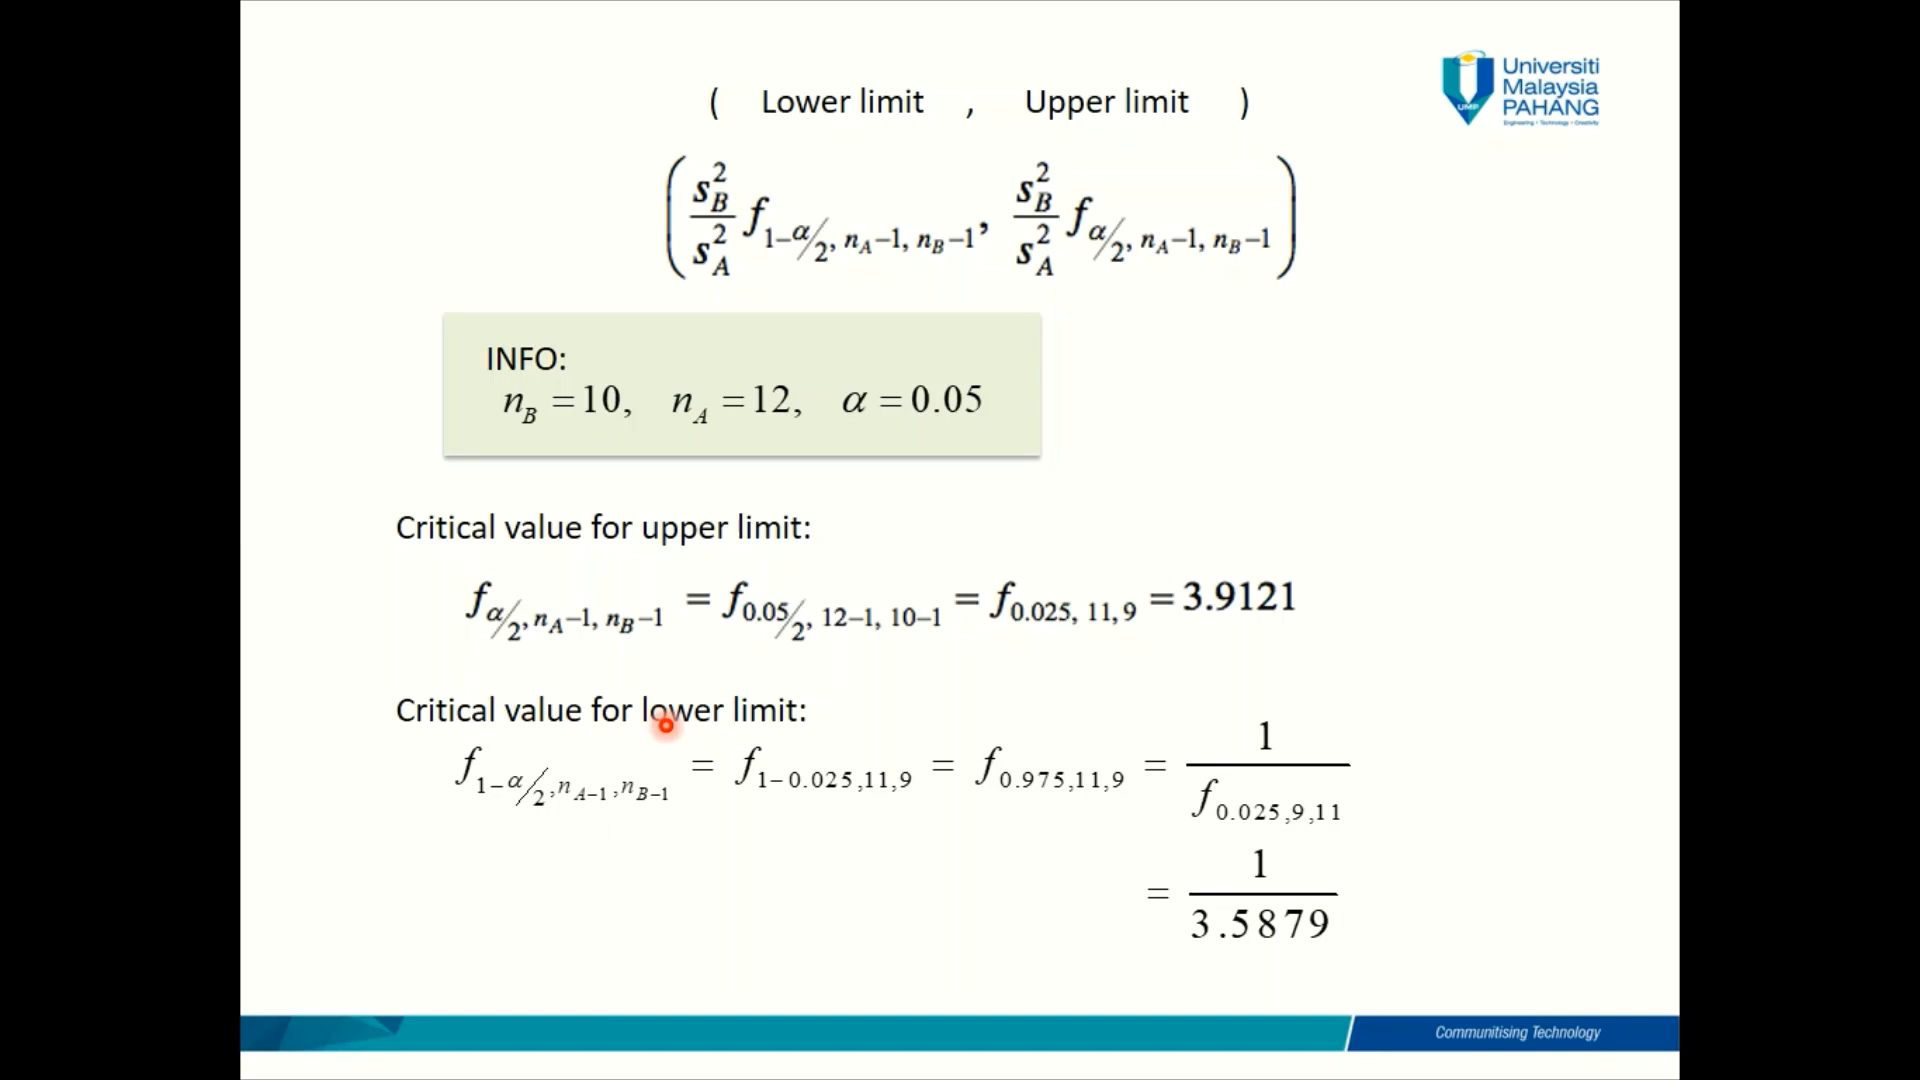 Universiti
Malaysia
PAHANG
Engineering • Technology • Creativity
UMP
( Lower limit , Upper limit )
(s_B^2/s_A^2 f_{1−α/2, n_A−1, n_B−1}, s_B^2/s_A^2 f_{α/2, n_A−1, n_B−1})
INFO:
n_B = 10, n_A = 12, α = 0.05
Critical value for upper limit:
f_{α/2, n_A−1, n_B−1} = f_{0.05/2, 12−1, 10−1} = f_{0.025, 11, 9} = 3.9121
Critical value for lower limit:
f_{1−α/2, n_{A−1}, n_{B−1}} = f_{1−0.025,11,9} = f_{0.975,11,9} = 1/f_{0.025,9,11}
= 1/3.5879
Communitising Technology